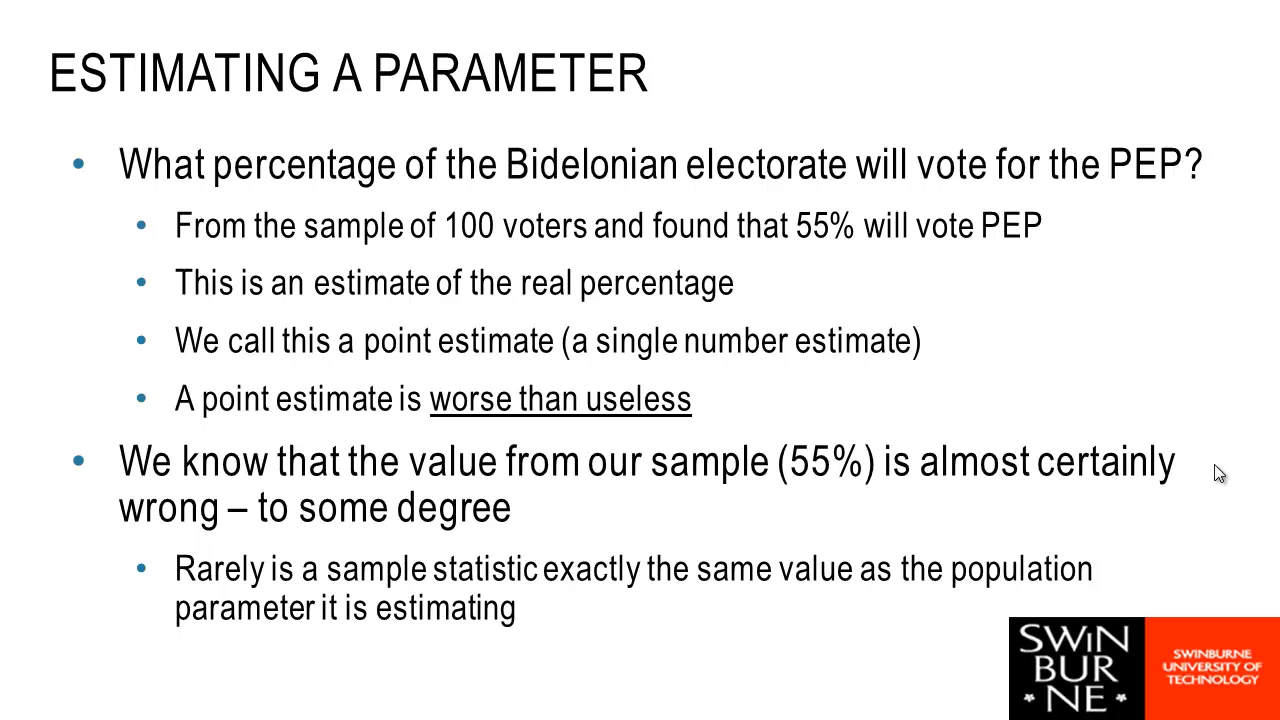 ESTIMATING A PARAMETER
• What percentage of the Bidelonian electorate will vote for the PEP?
• From the sample of 100 voters and found that 55% will vote PEP
• This is an estimate of the real percentage
• We call this a point estimate (a single number estimate)
• A point estimate is worse than useless
• We know that the value from our sample (55%) is almost certainly
wrong – to some degree
• Rarely is a sample statistic exactly the same value as the population
parameter it is estimating
SWiN
BUR
* NE *
SWINBURNE
UNIVERSITY OF
TECHNOLOGY